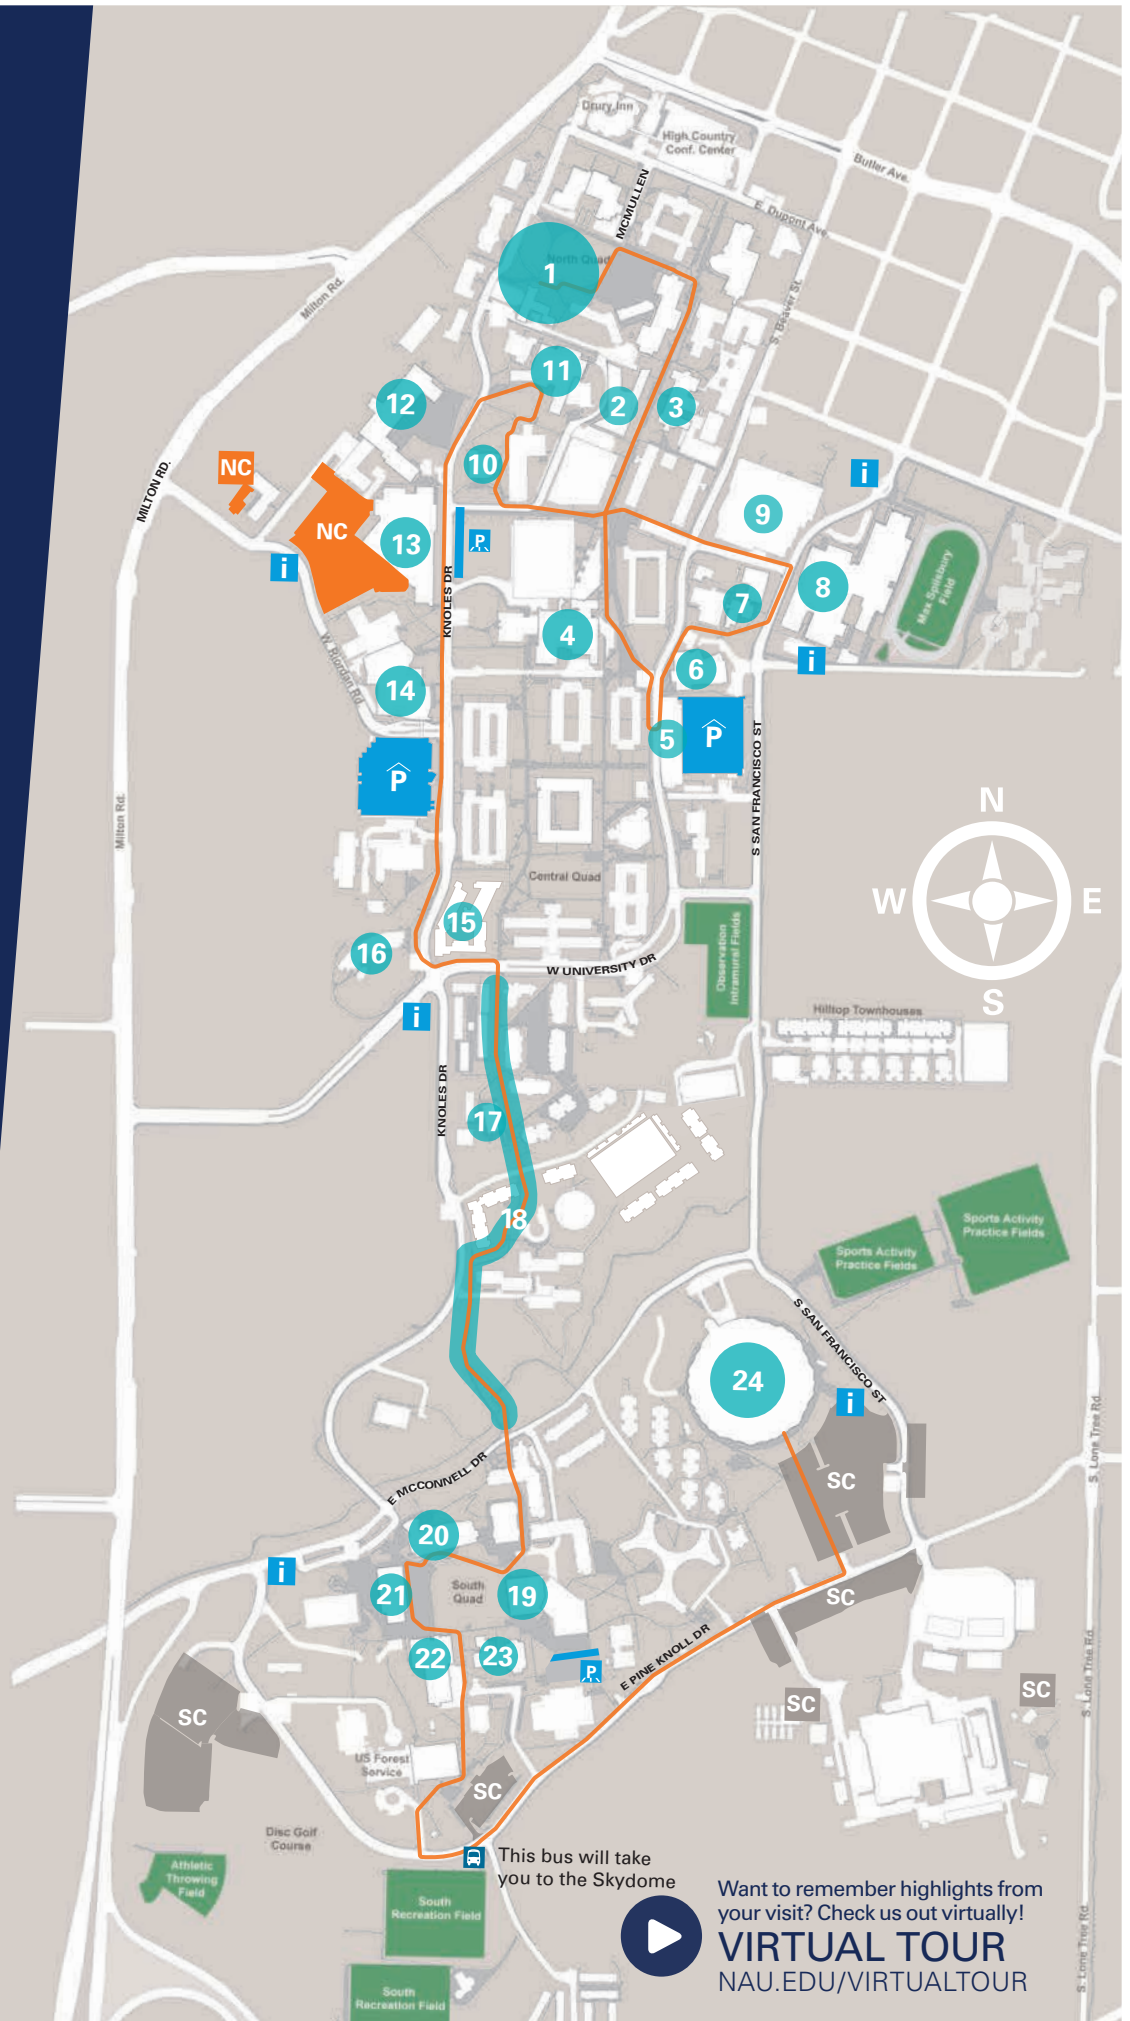 Drury Inn
High Country
Conf. Center
Butler Ave.
MCMULLEN
E. Dupont Ave.
North Quad
1
Milton Rd.
S. Beaver St.
11
12
2
3
10
NC
MILTON RD.
i
9
NC
13
P
i
KNOLES DR
8
Max Spilsbury
Field
7
4
W. Riordan Rd
6
i
14
5
P
P
S SAN FRANCISCO ST
Milton Rd.
N
W
E
S
Central Quad
15
16
W UNIVERSITY DR
Observation
Intramural Fields
i
Hilltop Townhouses
KNOLES DR
17
18
Sports Activity
Practice Fields
Sports Activity
Practice Fields
S SAN FRANCISCO ST
24
i
S. Lone Tree Rd
E MCCONNELL DR
SC
20
i
21
South
Quad
19
SC
22
23
P
E PINE KNOLL DR
S. Lone Tree Rd
SC
SC
SC
US Forest
Service
SC
Disc Golf
Course
This bus will take
you to the Skydome
Athletic
Throwing
Field
South
Recreation Field
Want to remember highlights from
your visit? Check us out virtually!
VIRTUAL TOUR
NAU.EDU/VIRTUALTOUR
S. Lone Tree Rd
South
Recreation Field